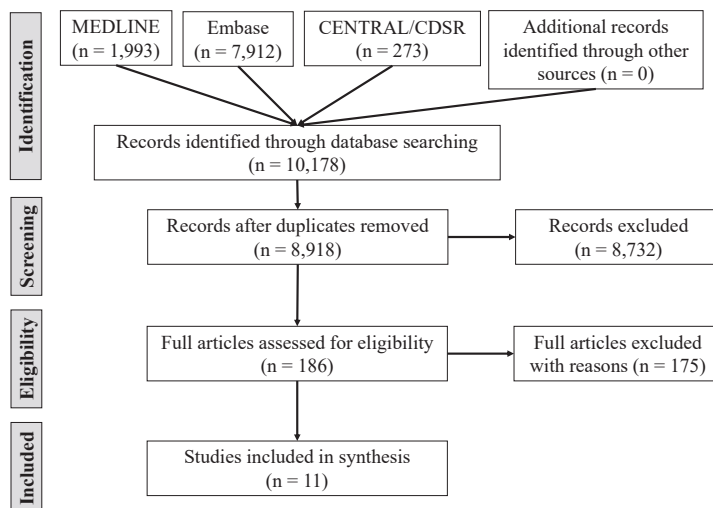 Identification
MEDLINE
(n = 1,993)
Embase
(n = 7,912)
CENTRAL/CDSR
(n = 273)
Additional records
identified through other
sources (n = 0)
Records identified through database searching
(n = 10,178)
Screening
Records after duplicates removed
(n = 8,918)
Records excluded
(n = 8,732)
Eligibility
Full articles assessed for eligibility
(n = 186)
Full articles excluded
with reasons (n = 175)
Included
Studies included in synthesis
(n = 11)